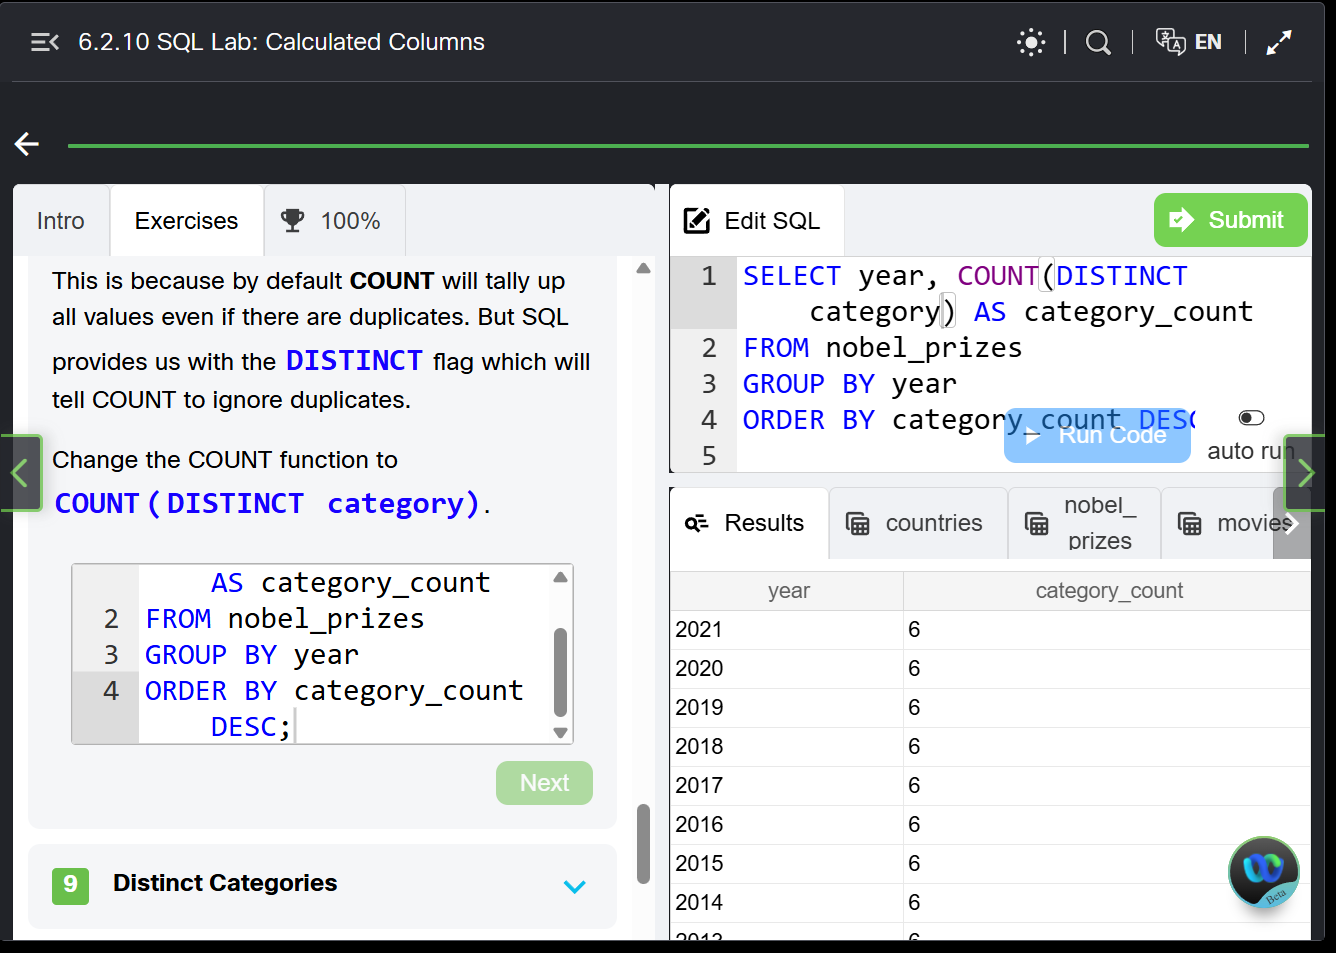 6.2.10 SQL Lab: Calculated Columns
EN
Intro
Exercises
100%
This is because by default COUNT will tally up
all values even if there are duplicates. But SQL
provides us with the DISTINCT flag which will
tell COUNT to ignore duplicates.
Change the COUNT function to
COUNT(DISTINCT category).
AS category_count
2 FROM nobel_prizes
3 GROUP BY year
4 ORDER BY category_count
DESC;
Next
9 Distinct Categories
Edit SQL
Submit
1 SELECT year, COUNT(DISTINCT
category) AS category_count
2 FROM nobel_prizes
3 GROUP BY year
4 ORDER BY category_count DESC
5
Run Code
auto run
Results
countries
nobel_
prizes
movies
year category_count
2021 6
2020 6
2019 6
2018 6
2017 6
2016 6
2015 6
2014 6
2013 6
Beta